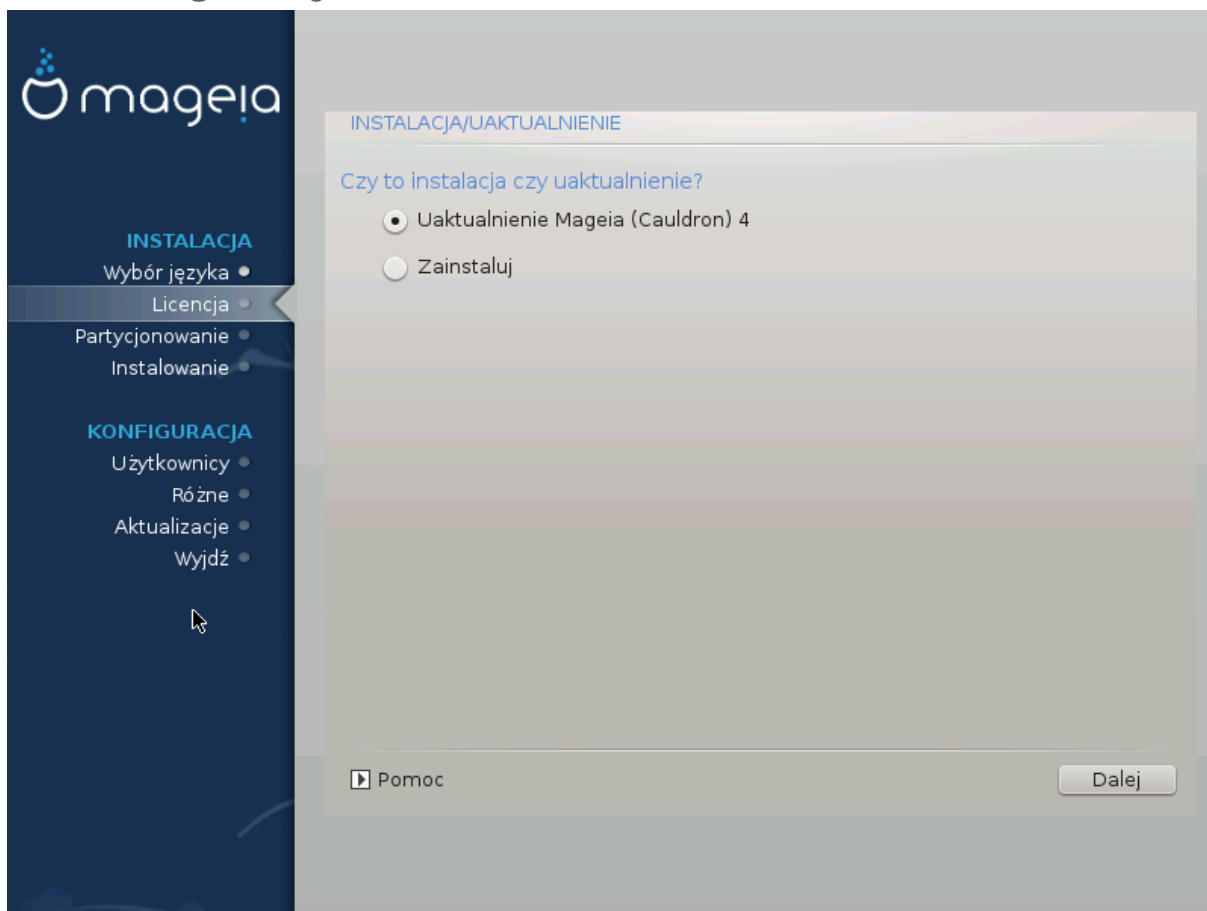 mageia
INSTALACJA
Wybór języka
Licencja
Partycjonowanie
Instalowanie
KONFIGURACJA
Użytkownicy
Różne
Aktualizacje
Wyjdź
INSTALACJA/UAKTUALNIENIE
Czy to instalacja czy uaktualnienie?
Uaktualnienie Mageia (Cauldron) 4
Zainstaluj
Pomoc
Dalej